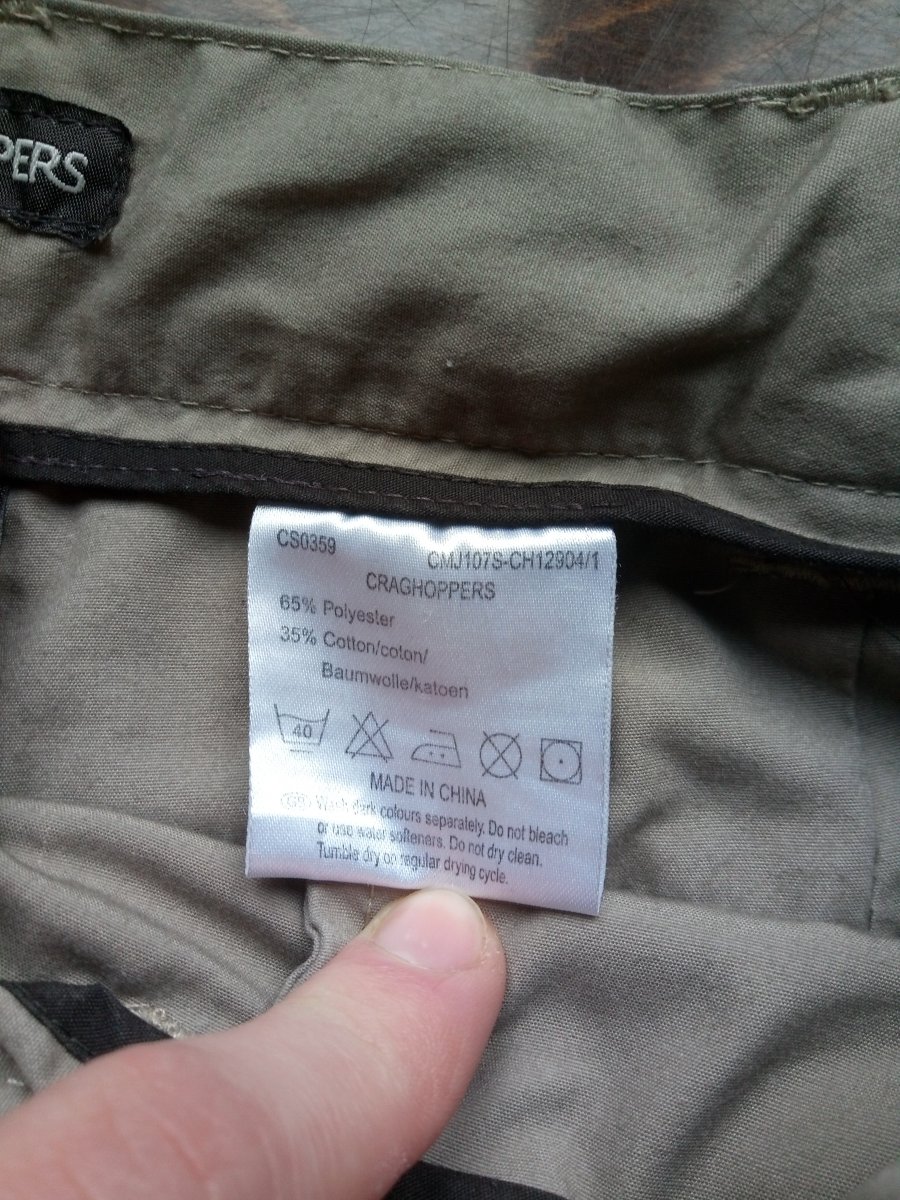 PERS
CS0359
CMJ107S-CH12904/1
CRAGHOPPERS
65% Polyester
35% Cotton/coton/
Baumwolle/katoen
40
MADE IN CHINA
(GB) Wash dark colours separately. Do not bleach
or use water softeners. Do not dry clean.
Tumble dry on regular drying cycle.